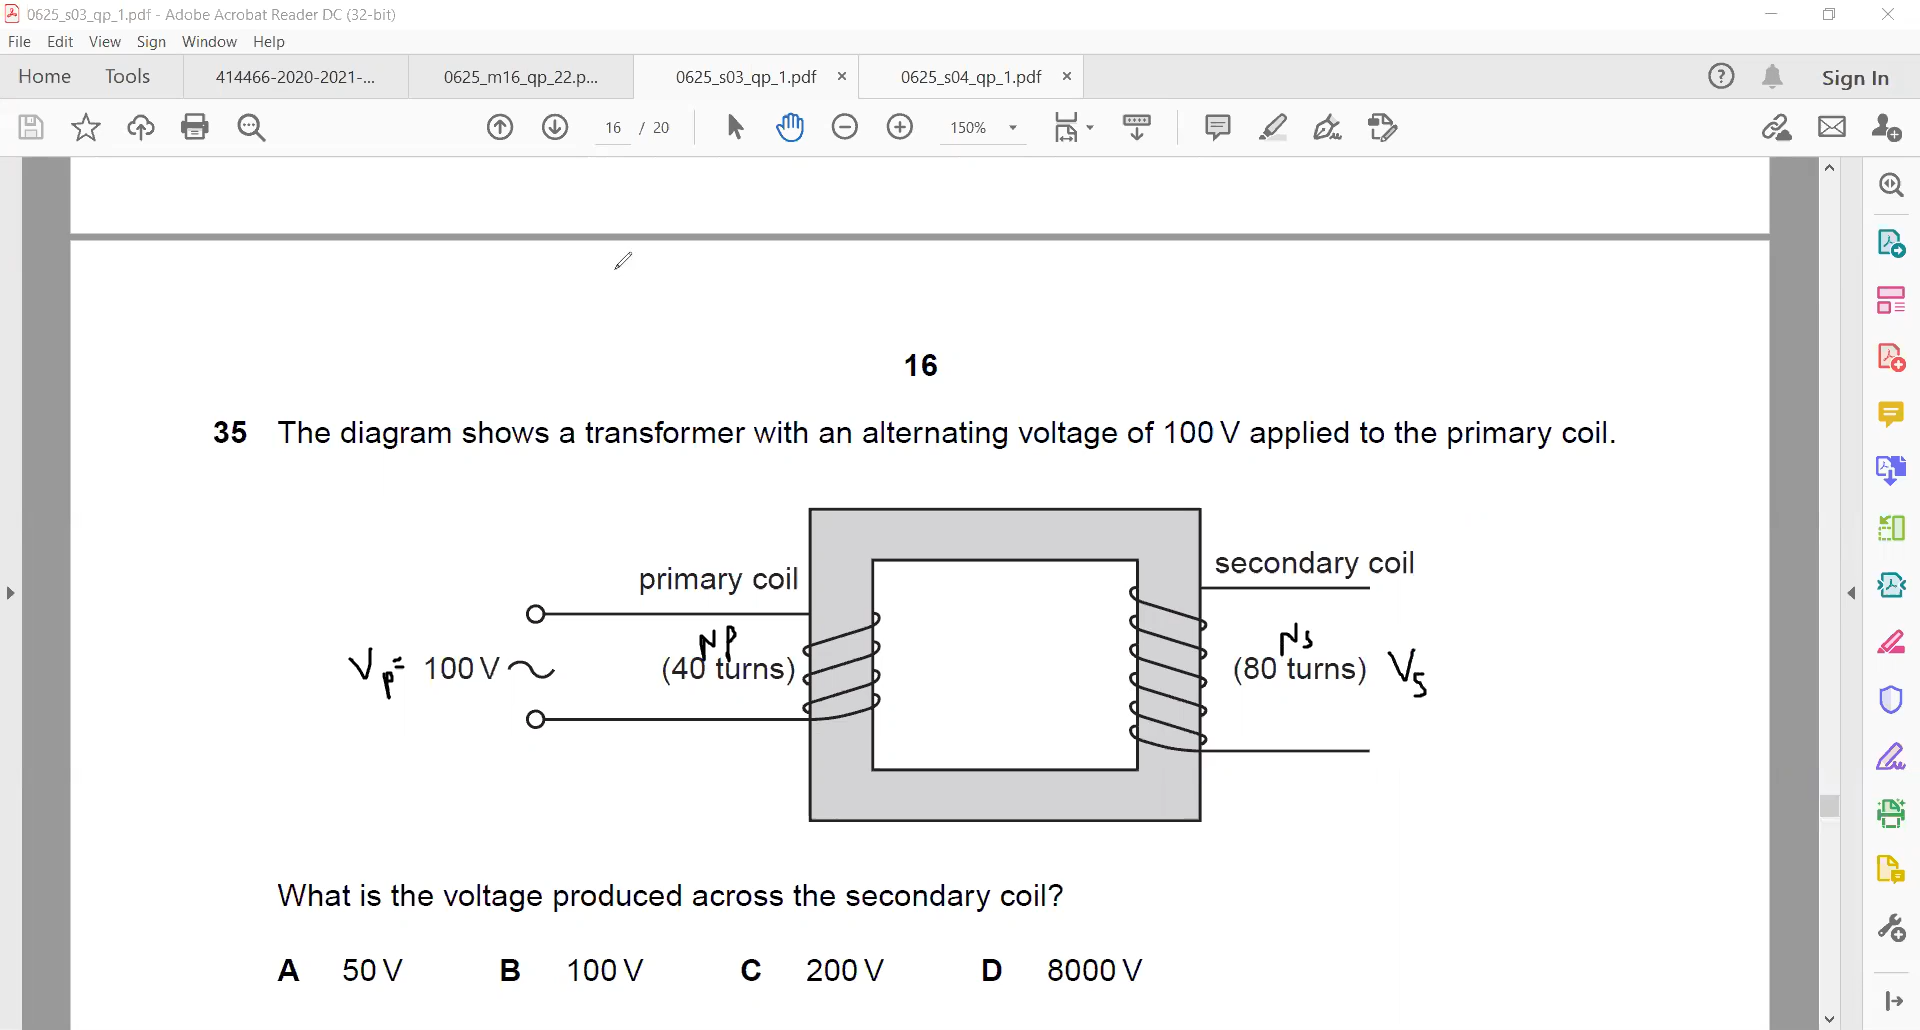 0625_s03_qp_1.pdf - Adobe Acrobat Reader DC (32-bit)
File Edit View Sign Window Help
Home Tools 414466-2020-2021-... 0625_m16_qp_22.p... 0625_s03_qp_1.pdf × 0625_s04_qp_1.pdf × Sign In
16 / 20 150%
16
35 The diagram shows a transformer with an alternating voltage of 100 V applied to the primary coil.
secondary coil
primary coil
Np Ns
Vp= 100 V (40 turns) (80 turns) Vs
What is the voltage produced across the secondary coil?
A 50 V B 100 V C 200 V D 8000 V